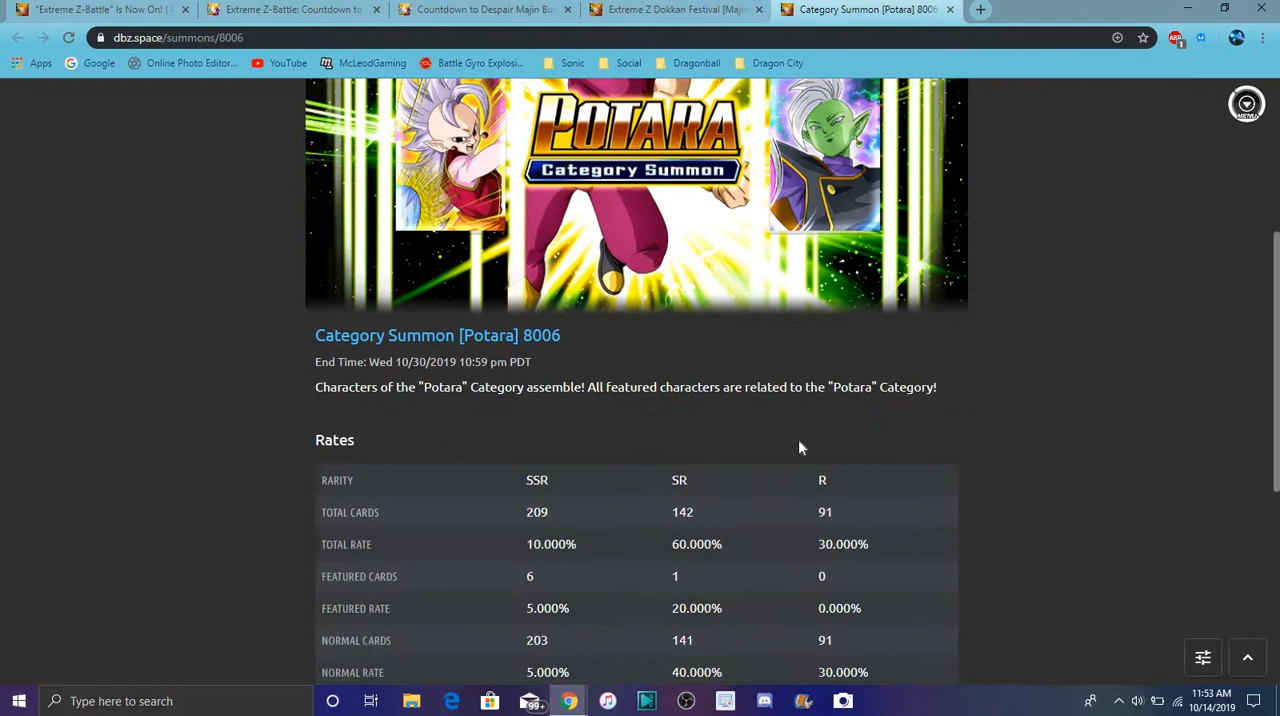 "Extreme Z-Battle" Is Now On! (
Extreme Z-Battle: Countdown to
Countdown to Despair Majin Bu
Extreme Z Dokkan Festival [Maji
Category Summon [Potara] 8006
dbz.space/summons/8006
Apps
Google
Online Photo Editor...
YouTube
McLeodGaming
Battle Gyro Explosi...
Sonic
Social
Dragonball
Dragon City
ABP
1
MENU
POTARA
Category Summon
Category Summon [Potara] 8006
End Time: Wed 10/30/2019 10:59 pm PDT
Characters of the "Potara" Category assemble! All featured characters are related to the "Potara" Category!
Rates
RARITY SSR SR R
TOTAL CARDS 209 142 91
TOTAL RATE 10.000% 60.000% 30.000%
FEATURED CARDS 6 1 0
FEATURED RATE 5.000% 20.000% 0.000%
NORMAL CARDS 203 141 91
NORMAL RATE 5.000% 40.000% 30.000%
Type here to search
99+
11:53 AM
10/14/2019